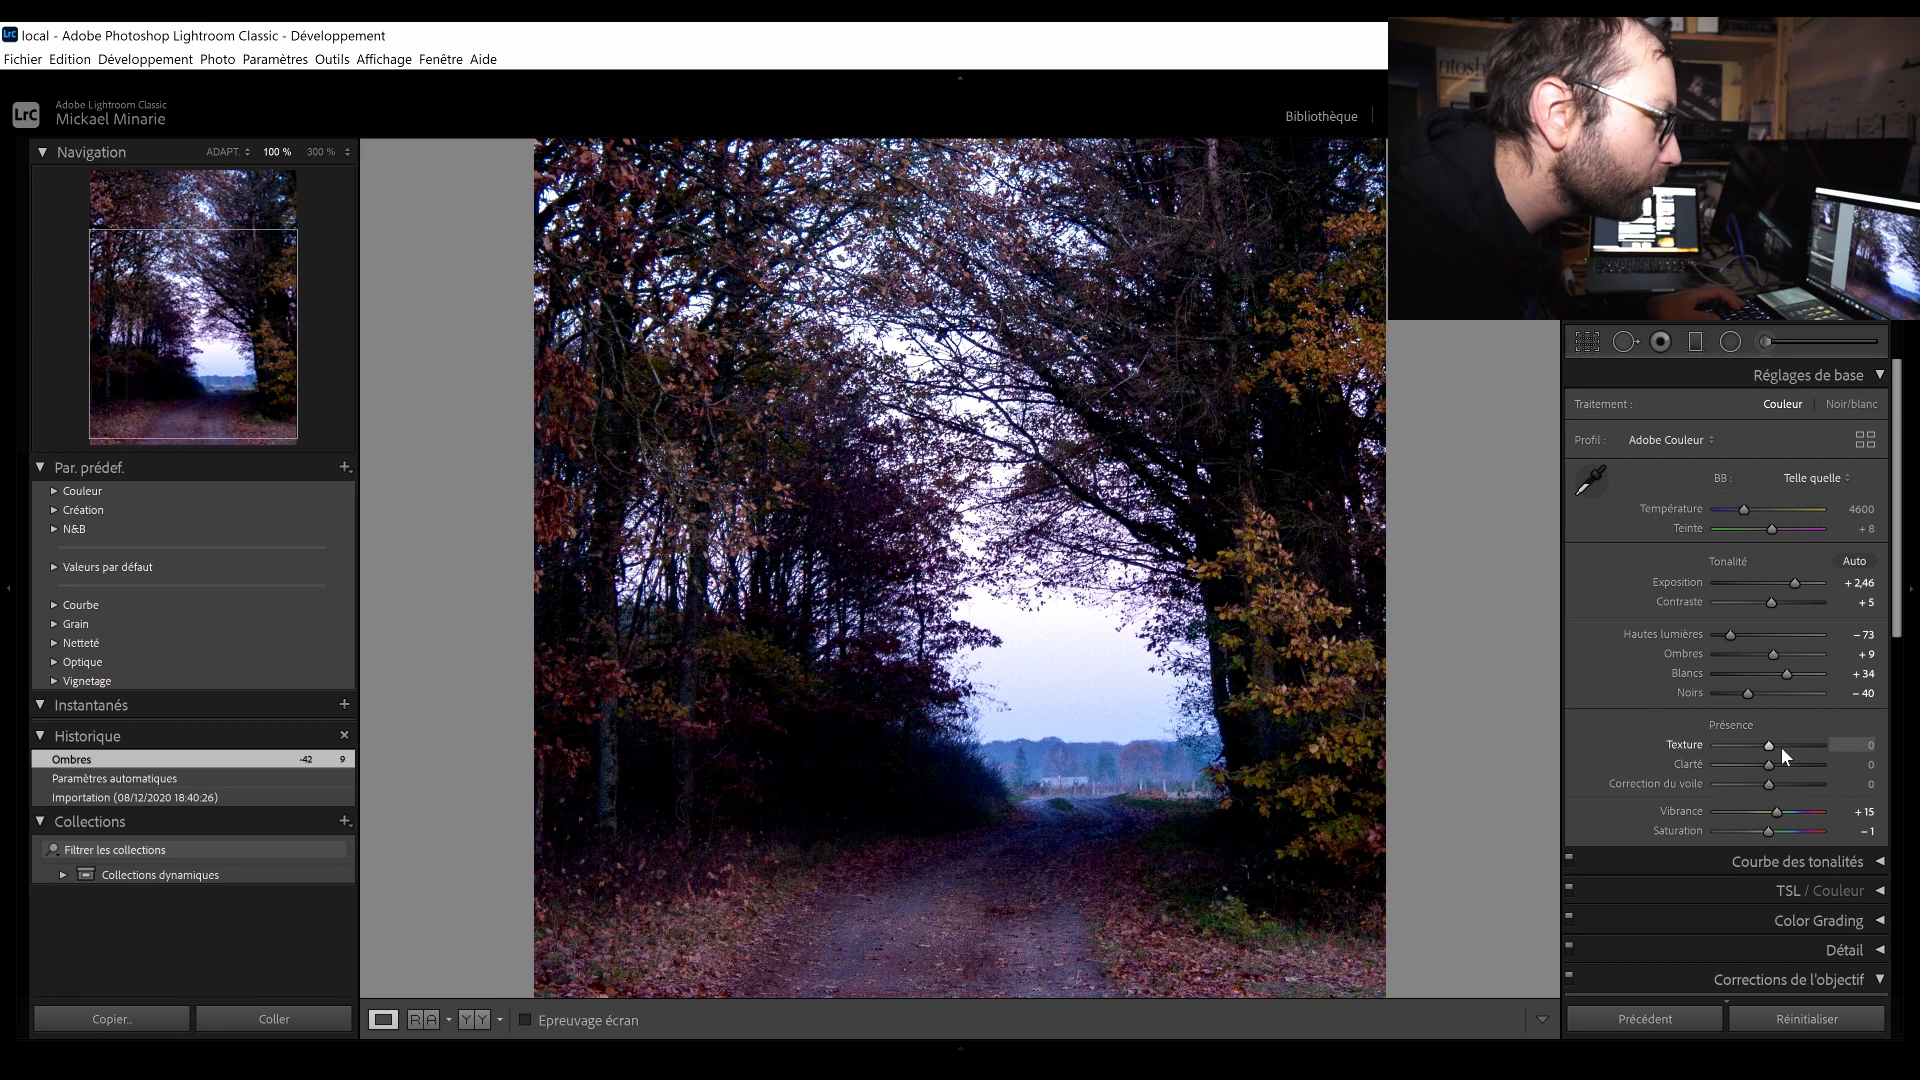 Lrc local - Adobe Photoshop Lightroom Classic - Développement
Fichier Edition Développement Photo Paramètres Outils Affichage Fenêtre Aide
LrC Adobe Lightroom Classic
Mickael Minarie
Bibliothèque
Navigation ADAPT. 100 % 300 %
Par. prédef.
Couleur
Création
N&B
Valeurs par défaut
Courbe
Grain
Netteté
Optique
Vignetage
Instantanés
Historique
Ombres -42 9
Paramètres automatiques
Importation (08/12/2020 18:40:26)
Collections
Filtrer les collections
Collections dynamiques
Copier... Coller
R A Y Y Epreuvage écran
ntosh
Réglages de base
Traitement : Couleur Noir/blanc
Profil : Adobe Couleur
BB : Telle quelle
Température 4600
Teinte + 8
Tonalité Auto
Exposition + 2,46
Contraste + 5
Hautes lumières – 73
Ombres + 9
Blancs + 34
Noirs – 40
Présence
Texture 0
Clarté 0
Correction du voile 0
Vibrance + 15
Saturation – 1
Courbe des tonalités
TSL / Couleur
Color Grading
Détail
Corrections de l'objectif
Précédent Réinitialiser